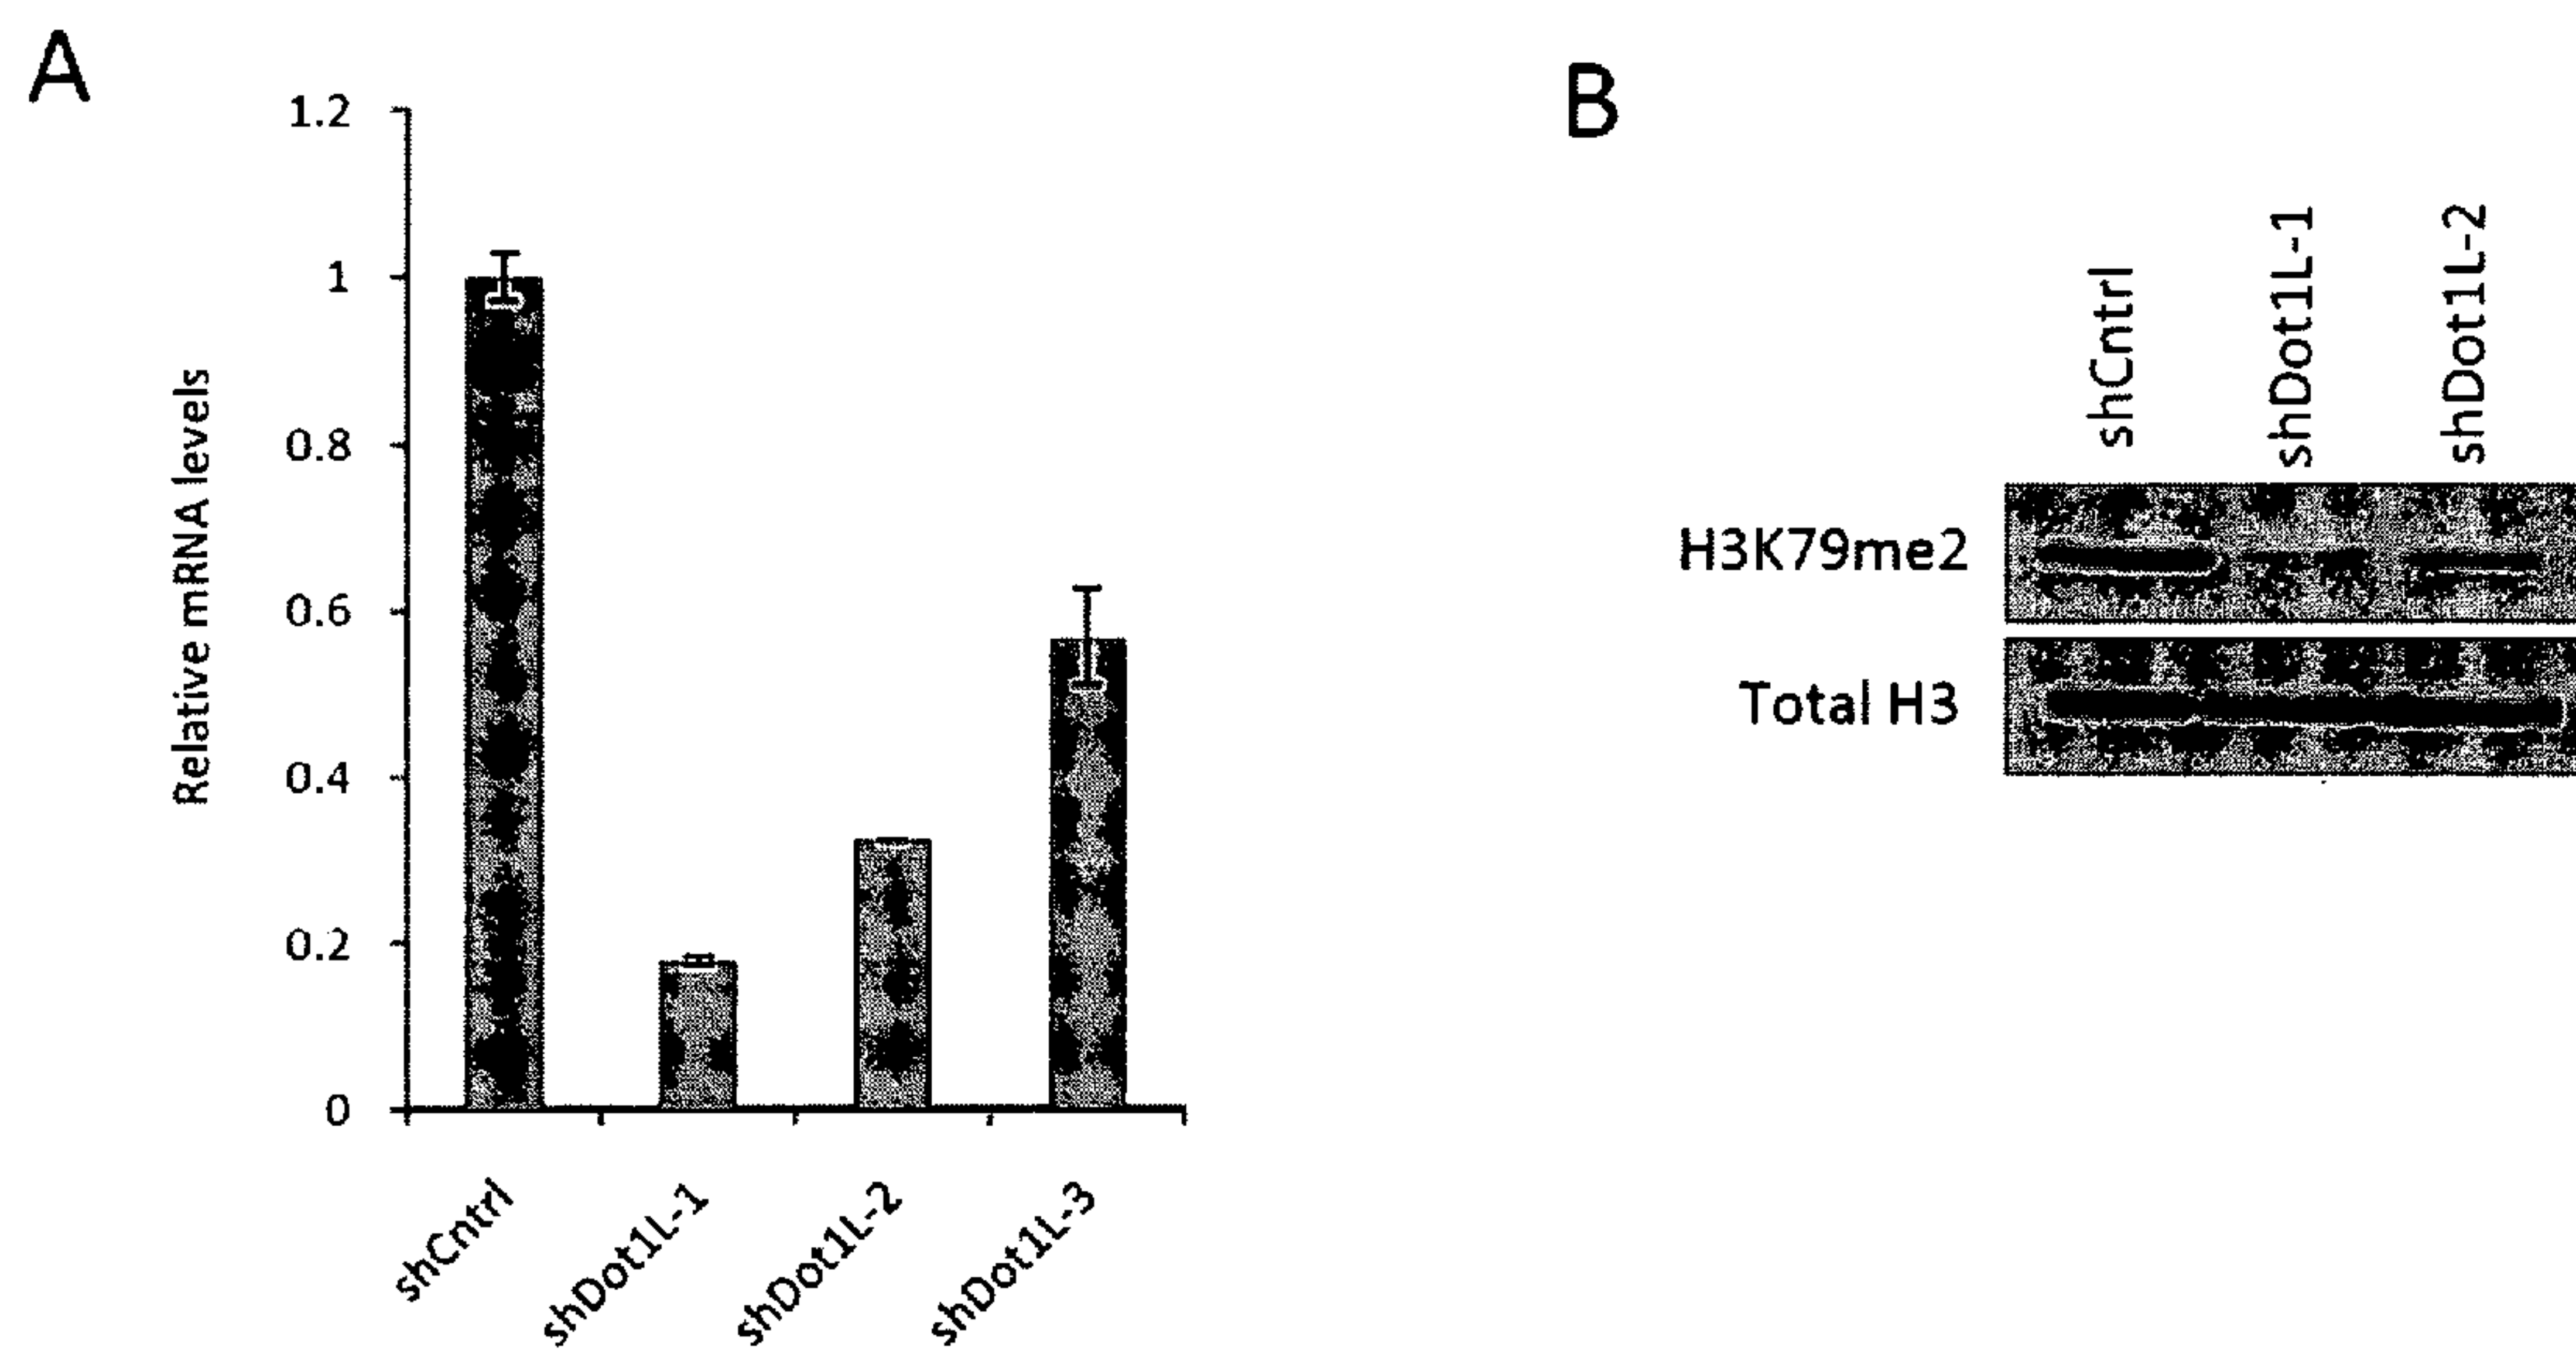 A
1.2
1
0.8
0.6
0.4
0.2
0
Relative mRNA levels
shCntrl
shDot1L-1
shDot1L-2
shDot1L-3
B
shCntrl
shDot1L-1
shDot1L-2
H3K79me2
Total H3